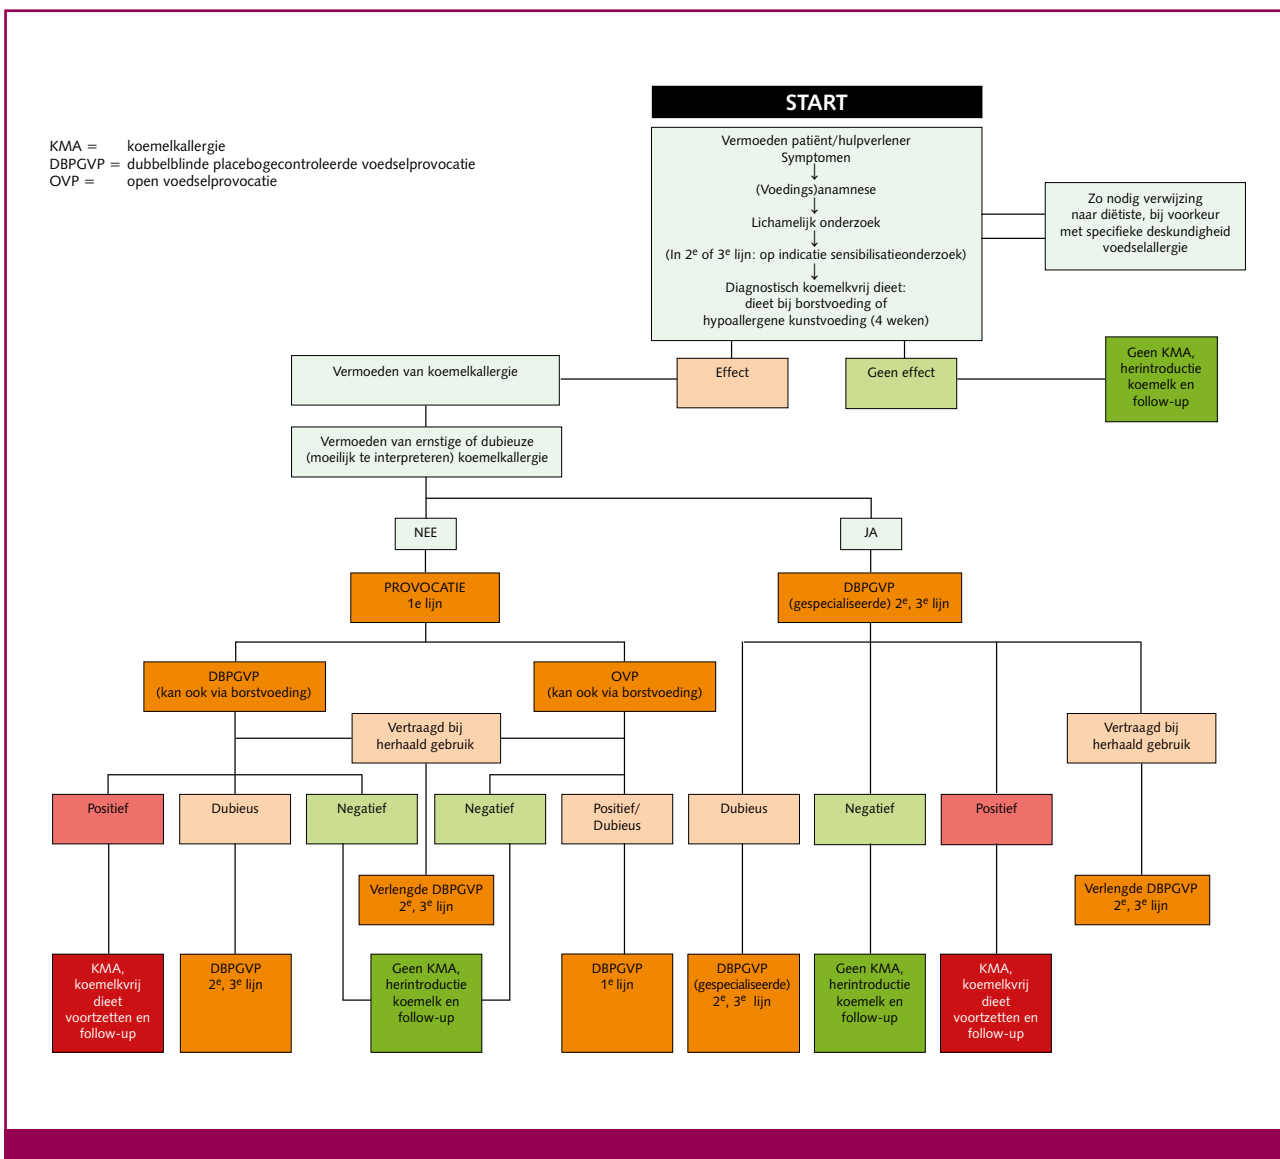 START
KMA = koemelkallergie
DBPGVP = dubbelblinde placebogecontroleerde voedselprovocatie
OVP = open voedselprovocatie
Vermoeden patiënt/hulpverlener
Symptomen
↓
(Voedings)anamnese
↓
Lichamelijk onderzoek
↓
(In 2e of 3e lijn: op indicatie sensibilisatieonderzoek)
↓
Diagnostisch koemelkvrij dieet:
dieet bij borstvoeding of
hypoallergene kunstvoeding (4 weken)
Zo nodig verwijzing
naar diëtiste, bij voorkeur
met specifieke deskundigheid
voedselallergie
Vermoeden van koemelkallergie
Effect
Geen effect
Geen KMA,
herintroductie
koemelk en
follow-up
Vermoeden van ernstige of dubieuze
(moeilijk te interpreteren) koemelkallergie
NEE
JA
PROVOCATIE
1e lijn
DBPGVP
(gespecialiseerde) 2e, 3e lijn
DBPGVP
(kan ook via borstvoeding)
OVP
(kan ook via borstvoeding)
Vertraagd bij
herhaald gebruik
Vertraagd bij
herhaald gebruik
Positief
Dubieus
Negatief
Negatief
Positief/
Dubieus
Dubieus
Negatief
Positief
Verlengde DBPGVP
2e, 3e lijn
Verlengde DBPGVP
2e, 3e lijn
KMA,
koemelkvrij
dieet
voortzetten en
follow-up
DBPGVP
2e, 3e lijn
Geen KMA,
herintroductie
koemelk en
follow-up
DBPGVP
1e lijn
DBPGVP
(gespecialiseerde)
2e, 3e lijn
Geen KMA,
herintroductie
koemelk en
follow-up
KMA,
koemelkvrij
dieet
voortzetten en
follow-up